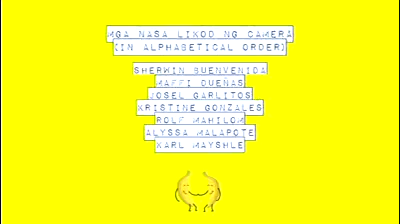 MGA NASA LIKOD NG CAMERA
(IN ALPHABETICAL ORDER)
SHERWIN BUENVENIDA
MAFFI DUEÑAS
JOSEL GARLITOS
KRISTINE GONZALES
ROLF MAHILOM
ALYSSA MALAPOTE
KARL MAYSHLE